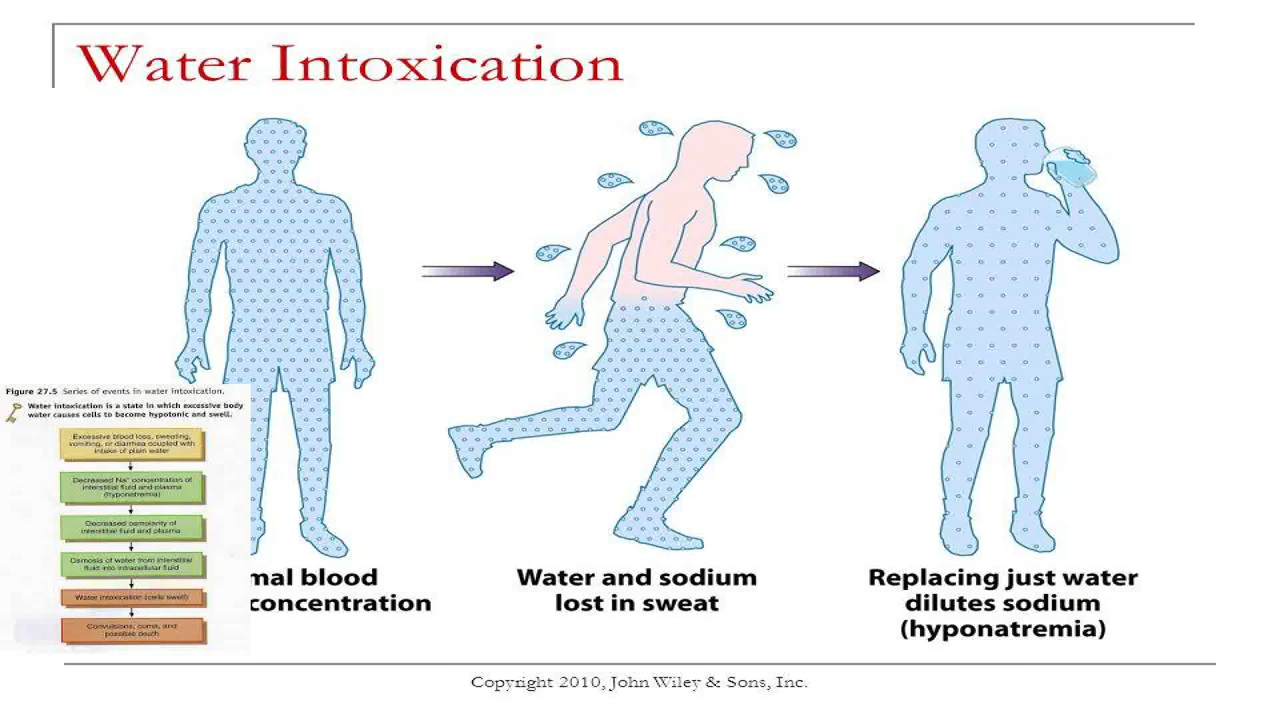 Water Intoxication
Figure 27.5 Series of events in water intoxication.
Water intoxication is a state in which excessive body
water causes cells to become hypotonic and swell.
Excessive blood loss, sweating,
vomiting, or diarrhea coupled with
intake of plain water
Decreased Na⁺ concentration of
interstitial fluid and plasma
(hyponatremia)
Decreased osmolarity of
interstitial fluid and plasma
Osmosis of water from interstitial
fluid into intracellular fluid
Water intoxication (cells swell)
Convulsions, coma, and
possible death
mal blood
concentration
Water and sodium
lost in sweat
Replacing just water
dilutes sodium
(hyponatremia)
Copyright 2010, John Wiley & Sons, Inc.